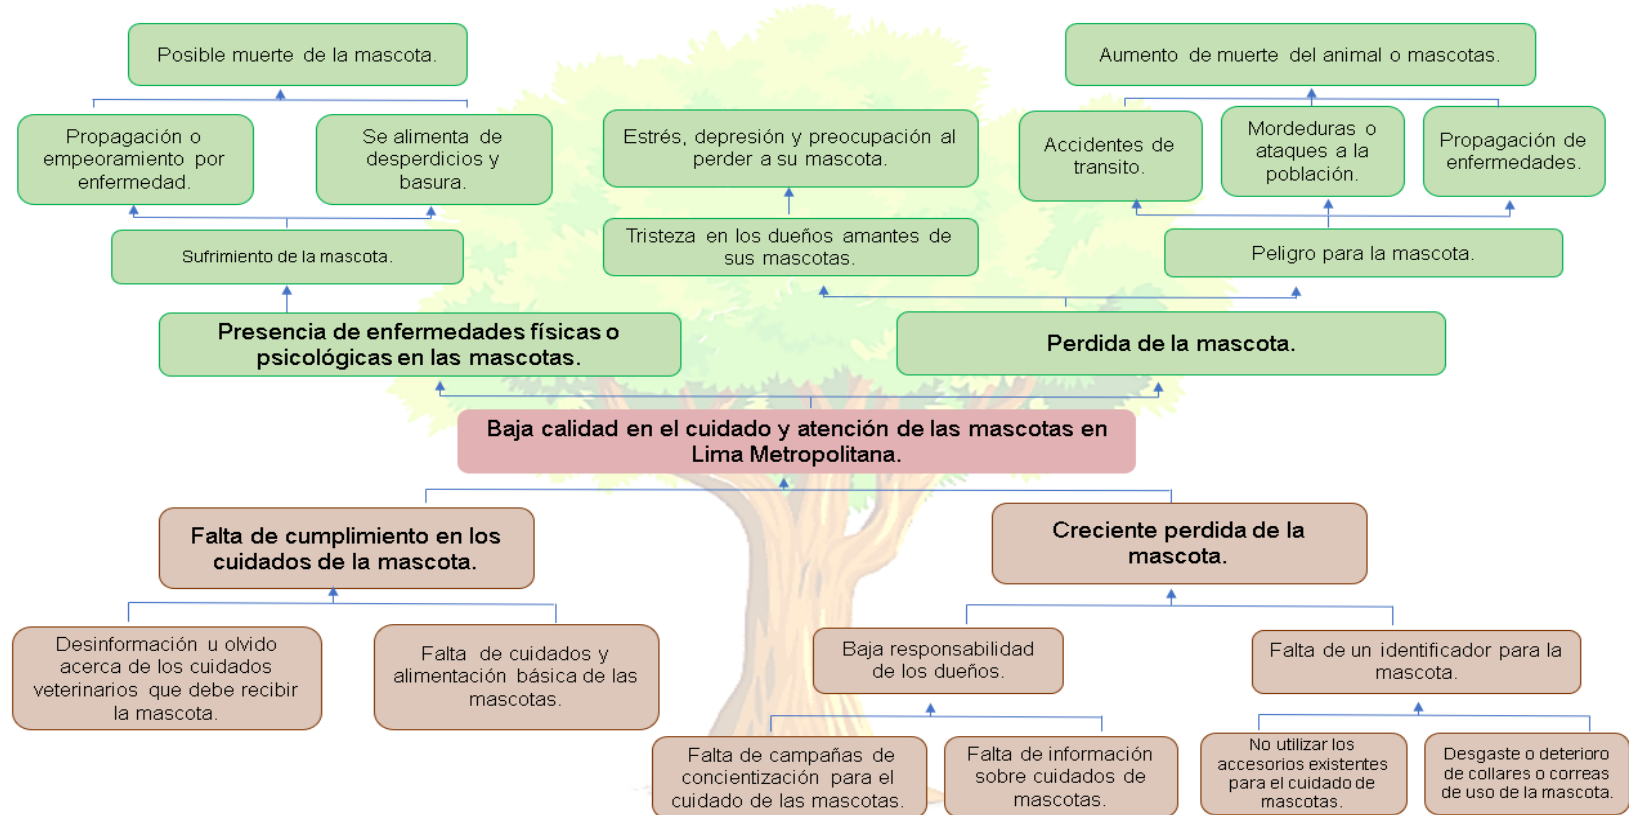 Posible muerte de la mascota.
Aumento de muerte del animal o mascotas.
Propagación o
empeoramiento por
enfermedad.
Se alimenta de
desperdicios y
basura.
Estrés, depresión y preocupación al
perder a su mascota.
Accidentes de
transito.
Mordeduras o
ataques a la
población.
Propagación de
enfermedades.
Sufrimiento de la mascota.
Tristeza en los dueños amantes de
sus mascotas.
Peligro para la mascota.
Presencia de enfermedades físicas o
psicológicas en las mascotas.
Perdida de la mascota.
Baja calidad en el cuidado y atención de las mascotas en
Lima Metropolitana.
Falta de cumplimiento en los
cuidados de la mascota.
Creciente perdida de la
mascota.
Desinformación u olvido
acerca de los cuidados
veterinarios que debe recibir
la mascota.
Falta de cuidados y
alimentación básica de las
mascotas.
Baja responsabilidad
de los dueños.
Falta de un identificador para la
mascota.
Falta de campañas de
concientización para el
cuidado de las mascotas.
Falta de información
sobre cuidados de
mascotas.
No utilizar los
accesorios existentes
para el cuidado de
mascotas.
Desgaste o deterioro
de collares o correas
de uso de la mascota.